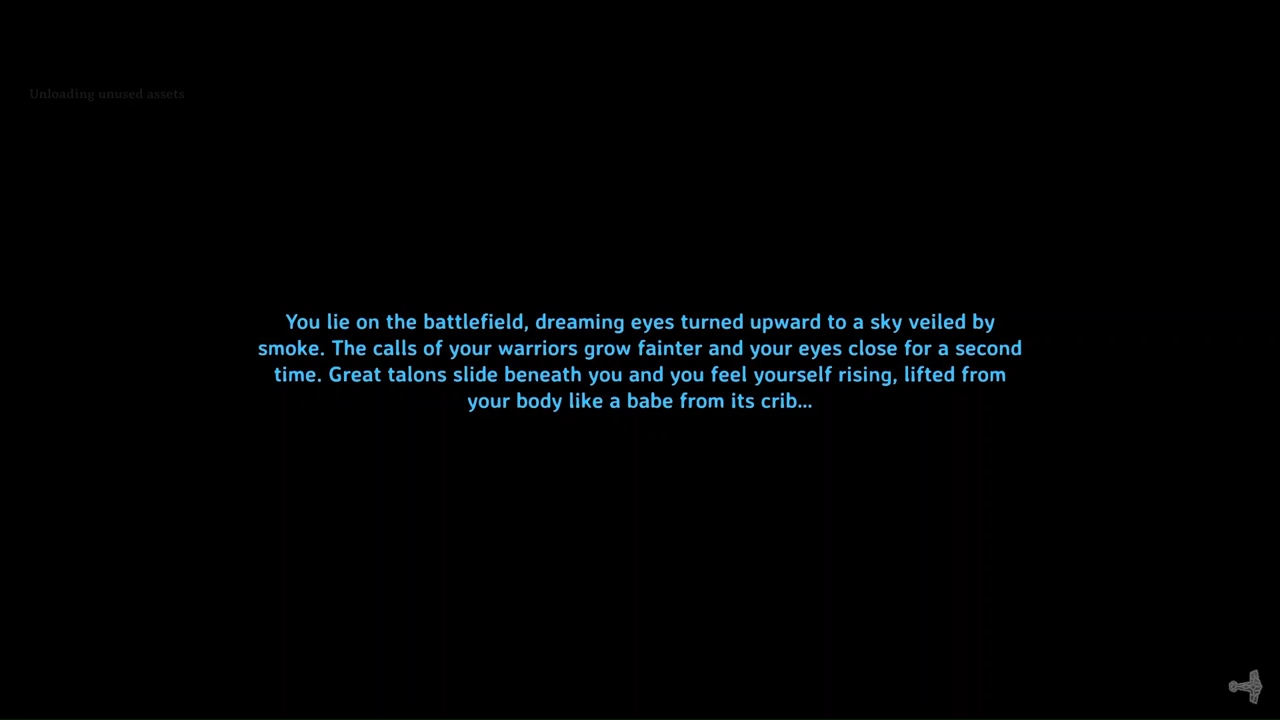 Unloading unused assets
You lie on the battlefield, dreaming eyes turned upward to a sky veiled by
smoke. The calls of your warriors grow fainter and your eyes close for a second
time. Great talons slide beneath you and you feel yourself rising, lifted from
your body like a babe from its crib...